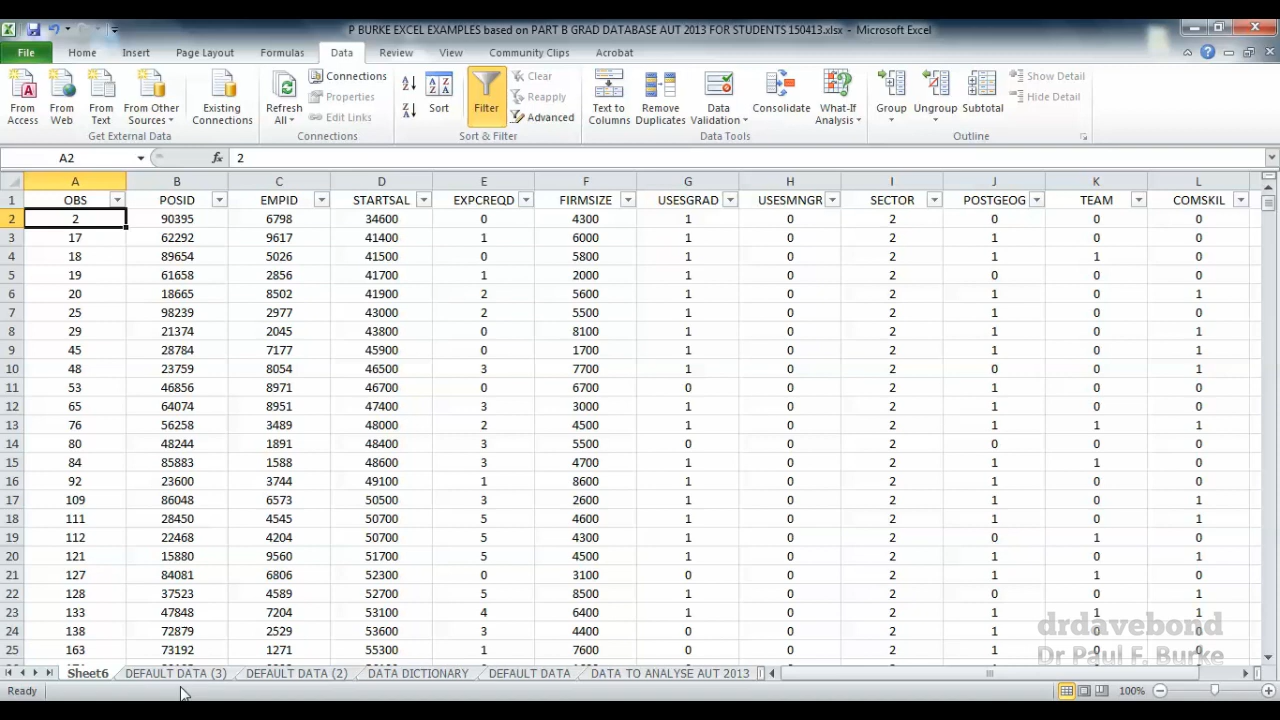 P BURKE EXCEL EXAMPLES b PART B GRAD DATABASE AUT 2013 FOR STUDENTS 150413.xlsx - Microsoft Excel
File Home Insert Page Layout Formulas Data Review View Community Clips Acrobat
From Access From Web From Text From Other Sources Existing Connections Refresh All Connections Properties Edit Links Sort Filter Clear Reapply Advanced Text to Columns Remove Duplicates Data Validation Consolidate What-If Analysis Group Ungroup Subtotal Show Detail Hide Detail
Get External Data Connections Sort & Filter Data Tools Outline
A2 fx 2
A B C D E F G H I J K L
1 OBS POSID EMPID STARTSAL EXPCREQD FIRMSIZE USESGRAD USESMNGR SECTOR POSTGEOG TEAM COMSKIL
2 2 90395 6798 34600 0 4300 1 0 2 0 0 0
3 17 62292 9617 41400 1 6000 1 0 2 1 0 0
4 18 89654 5026 41500 0 5800 1 0 2 1 1 0
5 19 61658 2856 41700 1 2000 1 0 2 0 0 0
6 20 18665 8502 41900 2 5600 1 0 2 1 0 1
7 25 98239 2977 43000 2 5500 1 0 2 1 0 0
8 29 21374 2045 43800 0 8100 1 0 2 1 0 1
9 45 28784 7177 45900 0 1700 1 0 2 1 0 1
10 48 23759 8054 46500 3 7700 1 0 2 1 0 1
11 53 46856 8971 46700 0 6700 0 0 2 1 0 0
12 65 64074 8951 47400 3 3000 1 0 2 1 0 0
13 76 56258 3489 48000 2 4500 1 0 2 1 1 1
14 80 48244 1891 48400 3 5500 0 0 2 0 0 0
15 84 85883 1588 48600 3 4700 1 0 2 1 1 0
16 92 23600 3744 49100 1 8600 1 0 2 1 0 0
17 109 86048 6573 50500 3 2600 1 0 2 1 0 1
18 111 28450 4545 50700 5 4600 1 0 2 1 0 1
19 112 22468 4204 50700 5 4300 1 0 2 0 1 0
20 121 15880 9560 51700 5 4500 1 0 2 1 0 1
21 127 84081 6806 52300 0 3100 0 0 2 1 1 0
22 128 37523 4589 52700 5 8500 1 0 2 0 0 1
23 133 47848 7204 53100 4 6400 1 0 2 1 1 1
24 138 72879 2529 53600 3 4400 0 0 2 1 0 0
25 163 73192 1271 55300 1 7600 1 0 2 1 0
drdavebond
Dr Paul F. Burke
Sheet6 DEFAULT DATA (3) DEFAULT DATA (2) DATA DICTIONARY DEFAULT DATA DATA TO ANALYSE AUT 2013
Ready 100%